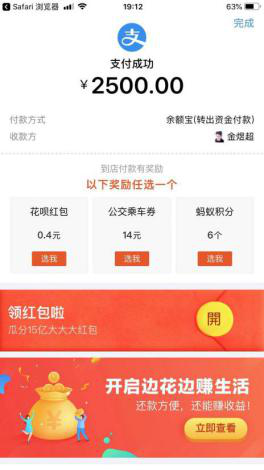 Safari 浏览器
19:12
63%
完成
支付成功
¥2500.00
付款方式 余额宝(转出资金付款)
收款方 金煜超
到店付款有奖励
以下奖励任选一个
花呗红包 公交乘车券 蚂蚁积分
0.4元 14元 6个
选我 选我 选我
领红包啦
瓜分15亿大大大红包
開
开启边花边赚生活
还款方便，还能赚收益!
立即查看